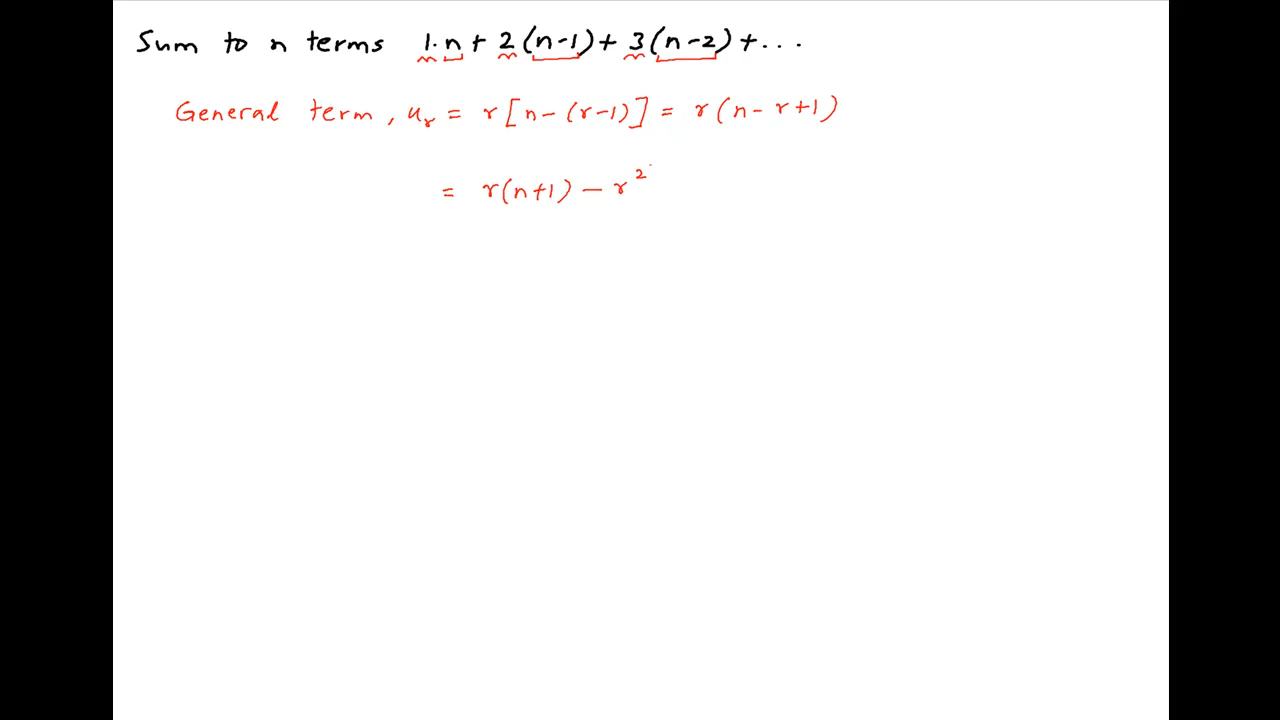 Sum to n terms 1.n + 2(n-1) + 3(n-2) + ...
General term, uᵣ = r[n-(r-1)] = r(n-r+1)
= r(n+1) - r²